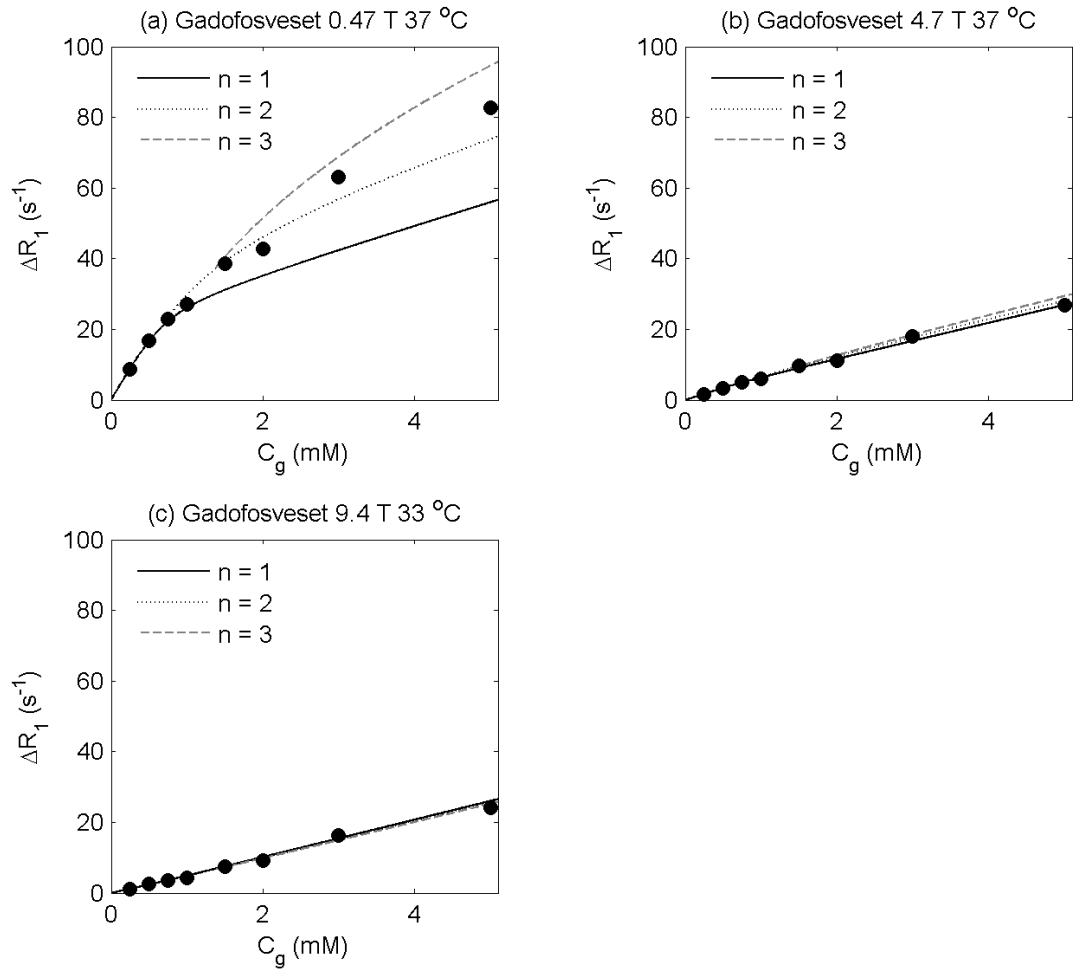 (a) Gadofosveset 0.47 T 37 °C
100
80
60
40
20
0
ΔR₁ (s⁻¹)
n = 1
n = 2
n = 3
0 2 4
C_g (mM)
(b) Gadofosveset 4.7 T 37 °C
100
80
60
40
20
0
ΔR₁ (s⁻¹)
n = 1
n = 2
n = 3
0 2 4
C_g (mM)
(c) Gadofosveset 9.4 T 33 °C
100
80
60
40
20
0
ΔR₁ (s⁻¹)
n = 1
n = 2
n = 3
0 2 4
C_g (mM)